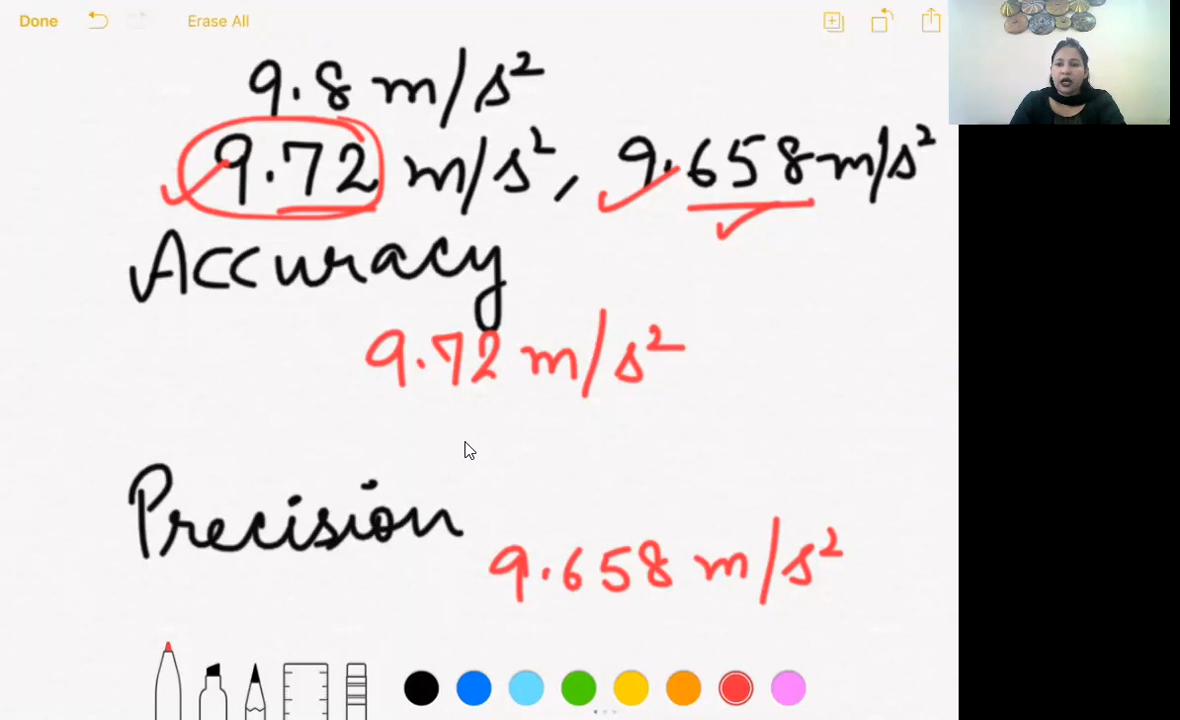 Done Erase All
9.8 m/s²
9.72 m/s², 9.658 m/s²
Accuracy
9.72 m/s²
Precision
9.658 m/s²